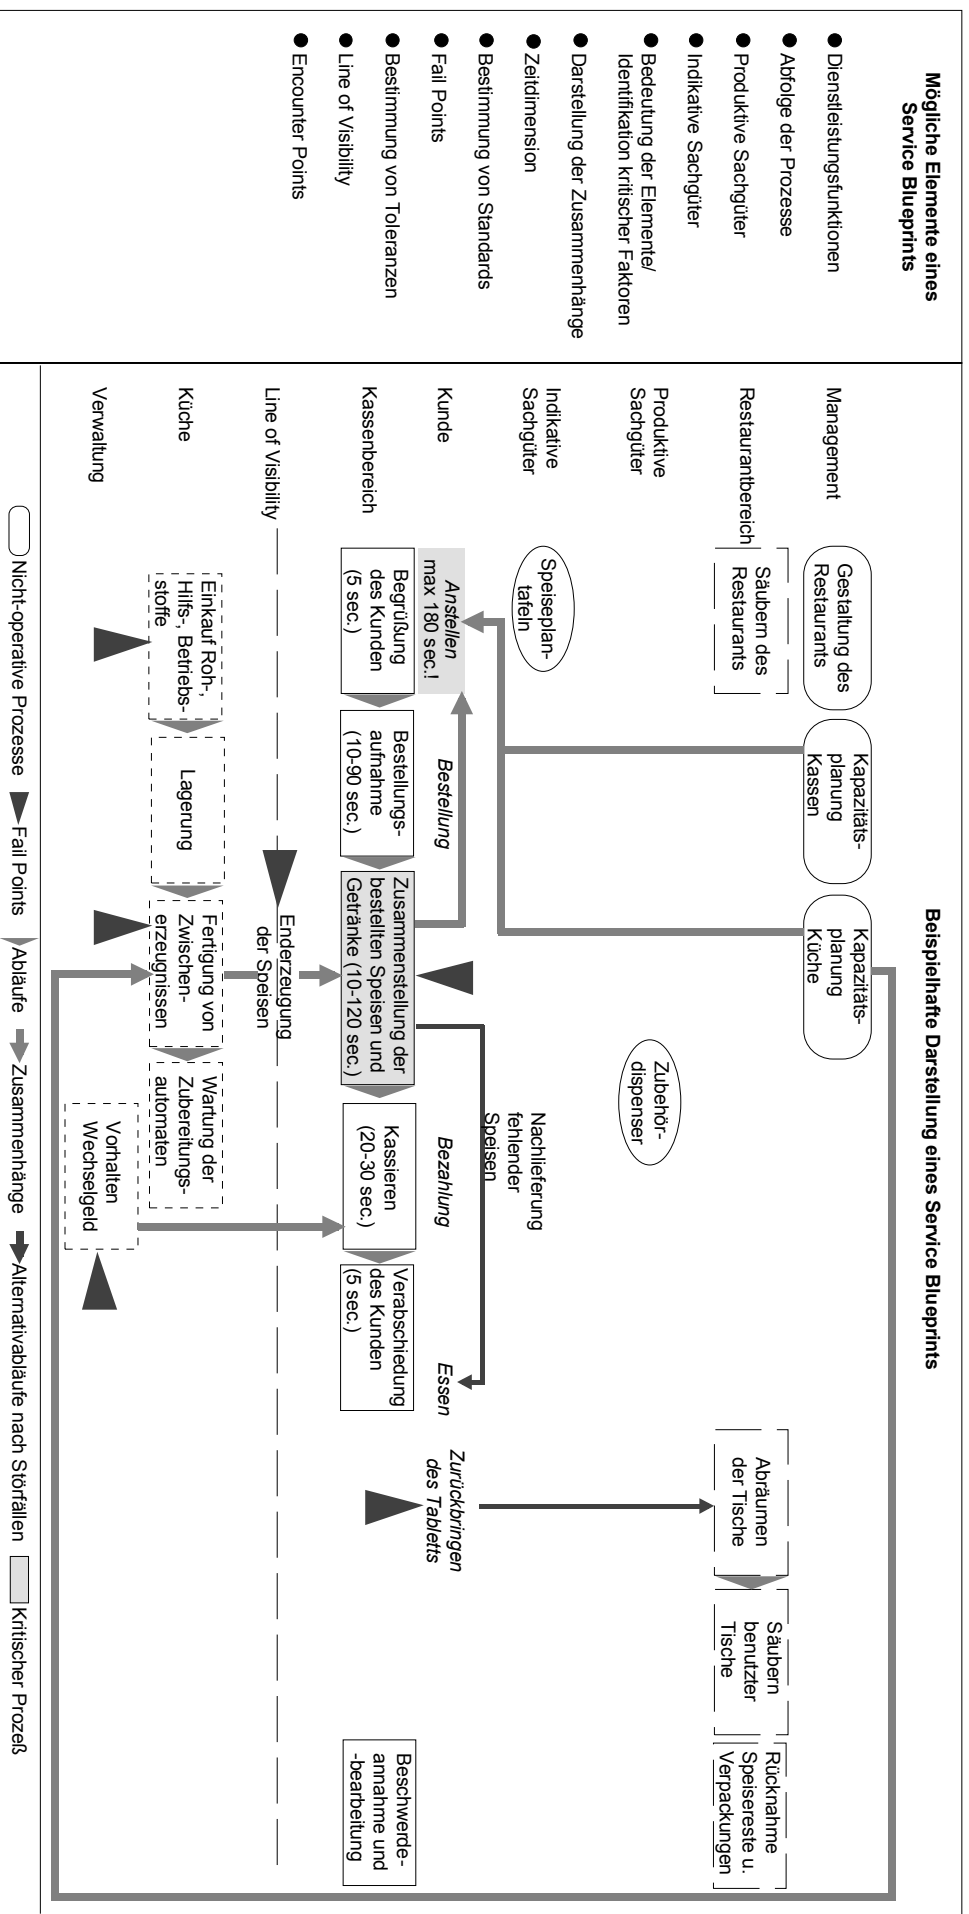 Mögliche Elemente eines
Service Blueprints
Dienstleistungsfunktionen
Abfolge der Prozesse
Produktive Sachgüter
Indikative Sachgüter
Bedeutung der Elemente/
Identifikation kritischer Faktoren
Darstellung der Zusammenhänge
Zeitdimension
Bestimmung von Standards
Fail Points
Bestimmung von Toleranzen
Line of Visibility
Encounter Points
Beispielhafte Darstellung eines Service Blueprints
Management
Gestaltung des
Restaurants
Kapazitäts-
planung
Kassen
Kapazitäts-
planung
Küche
Restaurantbereich
Säubern des
Restaurants
Abräumen
der Tische
Säubern
benutzter
Tische
Rücknahme
Speisereste u.
Verpackungen
Produktive
Sachgüter
Zubehör-
dispenser
Indikative
Sachgüter
Speiseplan-
tafeln
Nachlieferung
fehlender
Speisen
Kunde
Anstellen
max 180 sec.!
Bestellung
Bezahlung
Essen
Zurückbringen
des Tabletts
Kassenbereich
Begrüßung
des Kunden
(5 sec.)
Bestellungs-
aufnahme
(10-90 sec.)
Zusammenstellung der
bestellten Speisen und
Getränke (10-120 sec.)
Kassieren
(20-30 sec.)
Verabschiedung
des Kunden
(5 sec.)
Beschwerde-
annahme und
-bearbeitung
Line of Visibility
Enderzeugung
der Speisen
Küche
Einkauf Roh-,
Hilfs-, Betriebs-
stoffe
Lagerung
Fertigung von
Zwischen-
erzeugnissen
Wartung der
Zubereitungs-
automaten
Verwaltung
Vorhalten
Wechselgeld
Nicht-operative Prozesse
Fail Points
Abläufe
Zusammenhänge
Alternativabläufe nach Störfällen
Kritischer Prozeß